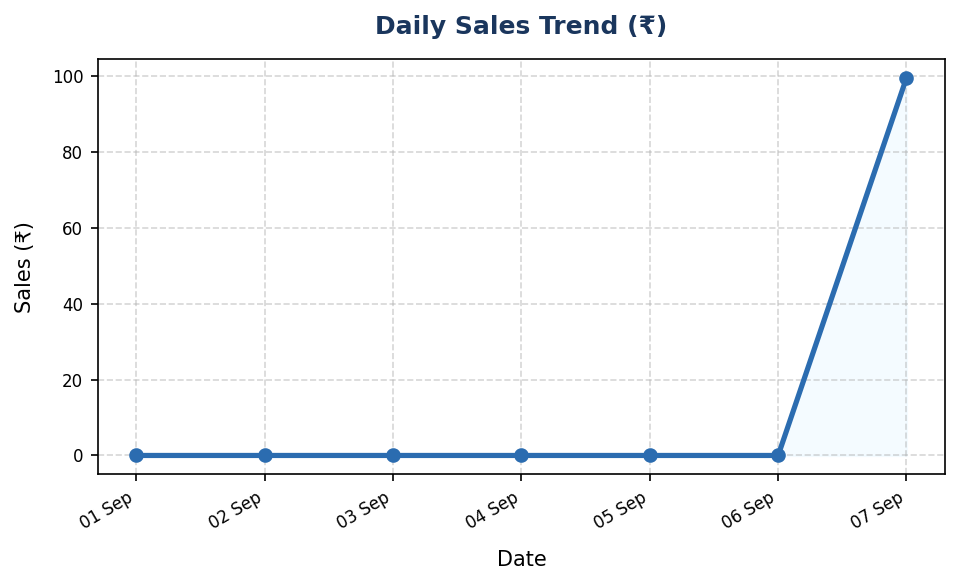 Daily Sales Trend (₹)
Sales (₹)
100
80
60
40
20
0
01 Sep
02 Sep
03 Sep
04 Sep
05 Sep
06 Sep
07 Sep
Date